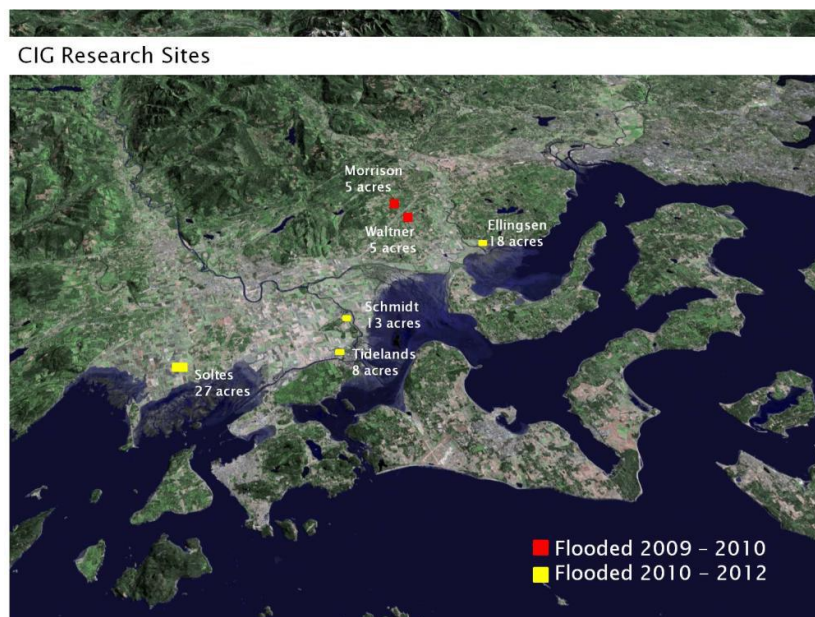 CIG Research Sites
Morrison
5 acres
Waltner
5 acres
Ellingsen
18 acres
Schmidt
13 acres
Tidelands
8 acres
Soltes
27 acres
Flooded 2009 – 2010
Flooded 2010 – 2012